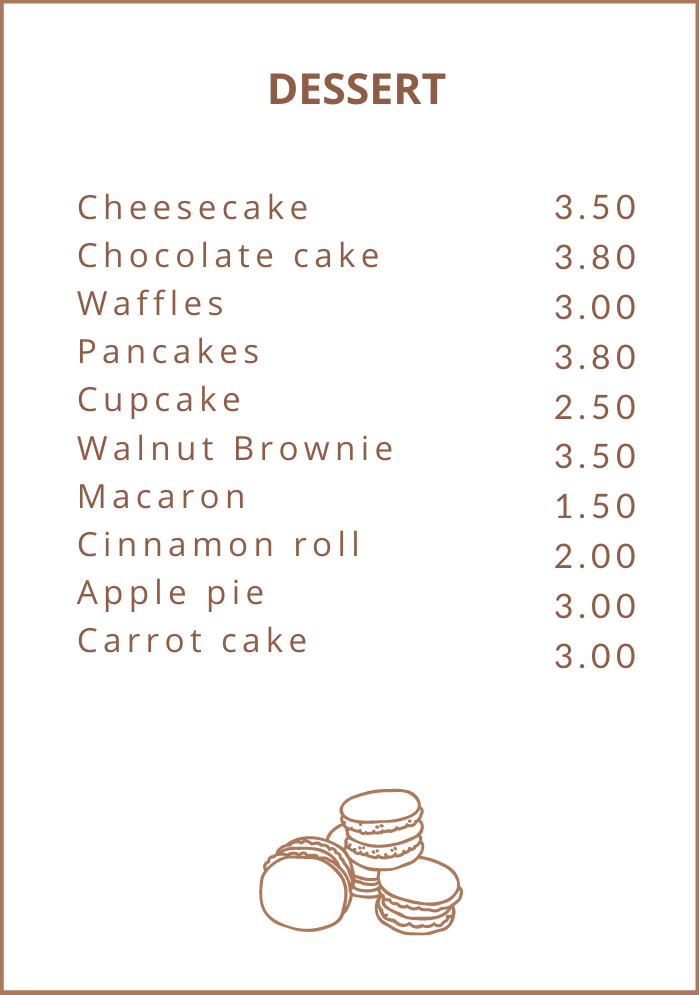 DESSERT
Cheesecake 3.50
Chocolate cake 3.80
Waffles 3.00
Pancakes 3.80
Cupcake 2.50
Walnut Brownie 3.50
Macaron 1.50
Cinnamon roll 2.00
Apple pie 3.00
Carrot cake 3.00